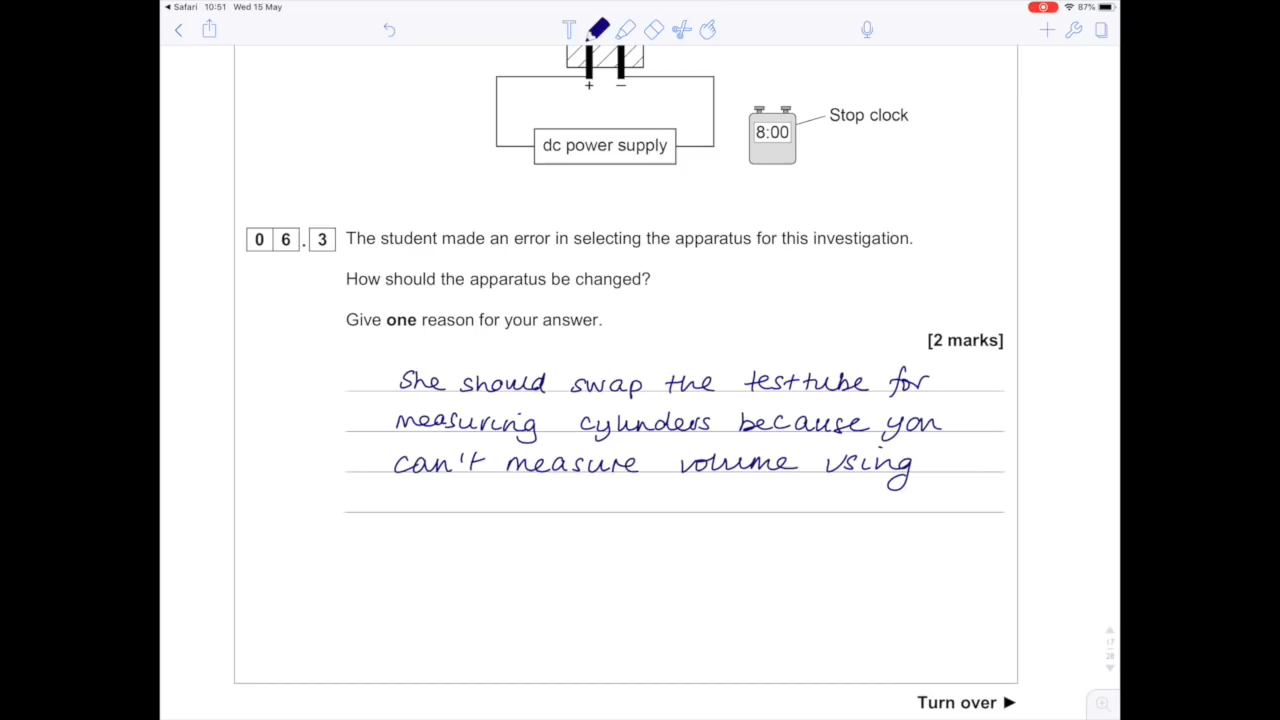 Safari 10:51 Wed 15 May 87%
T
+ −
Stop clock
8:00
dc power supply
0 6 . 3 The student made an error in selecting the apparatus for this investigation.
How should the apparatus be changed?
Give one reason for your answer.
[2 marks]
She should swap the testtube for
measuring cylinders because you
can't measure volume using
17
28
Turn over